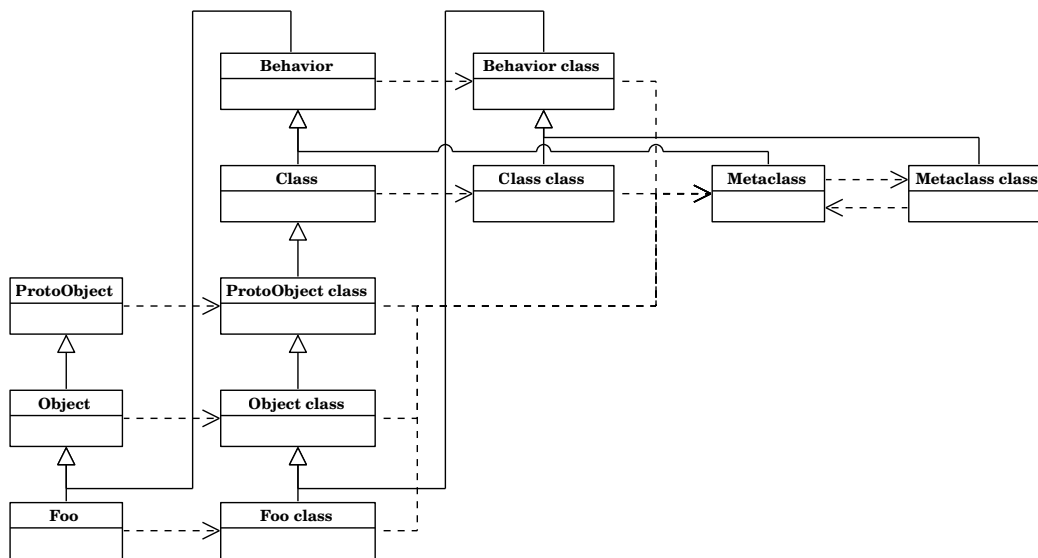 Behavior
Behavior class
Class
Class class
Metaclass
Metaclass class
ProtoObject
ProtoObject class
Object
Object class
Foo
Foo class